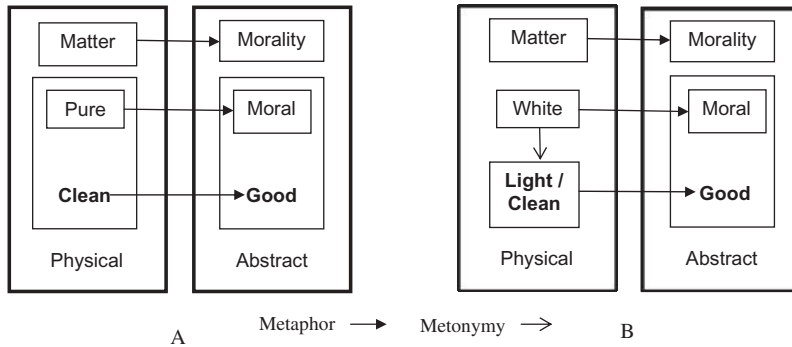 Matter
Morality
Pure
Moral
Clean
Good
Physical
Abstract
Matter
Morality
White
Moral
Light /
Clean
Good
Physical
Abstract
A
Metaphor
Metonymy
B